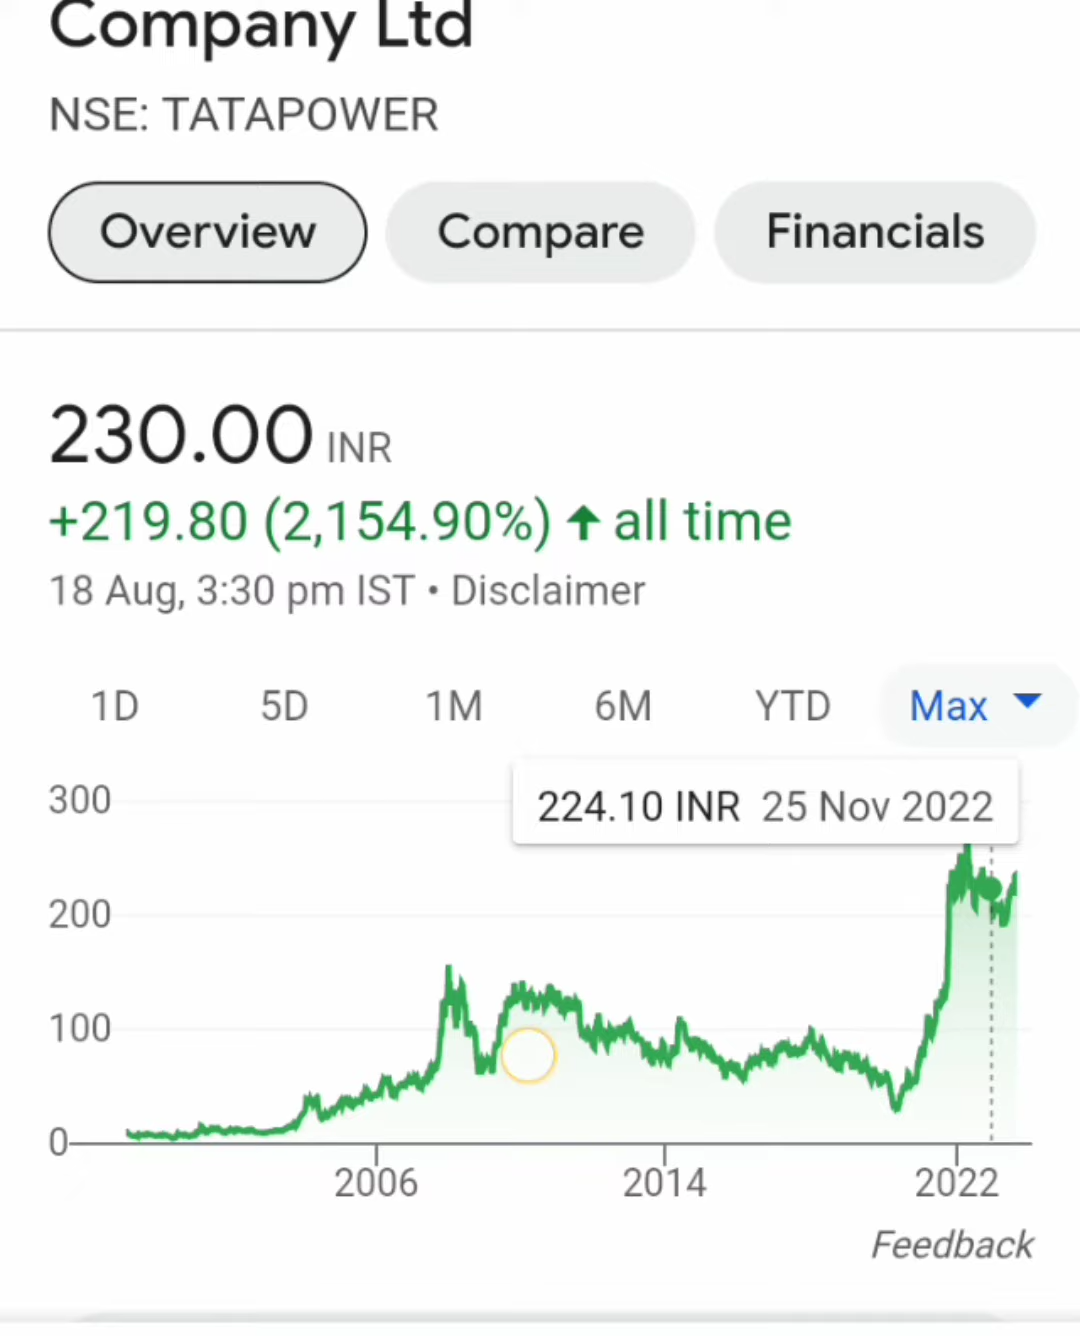 Company Ltd
NSE: TATAPOWER
Overview Compare Financials
230.00 INR
+219.80 (2,154.90%) ↑ all time
18 Aug, 3:30 pm IST • Disclaimer
1D 5D 1M 6M YTD Max
224.10 INR 25 Nov 2022
300
200
100
0
2006 2014 2022
Feedback